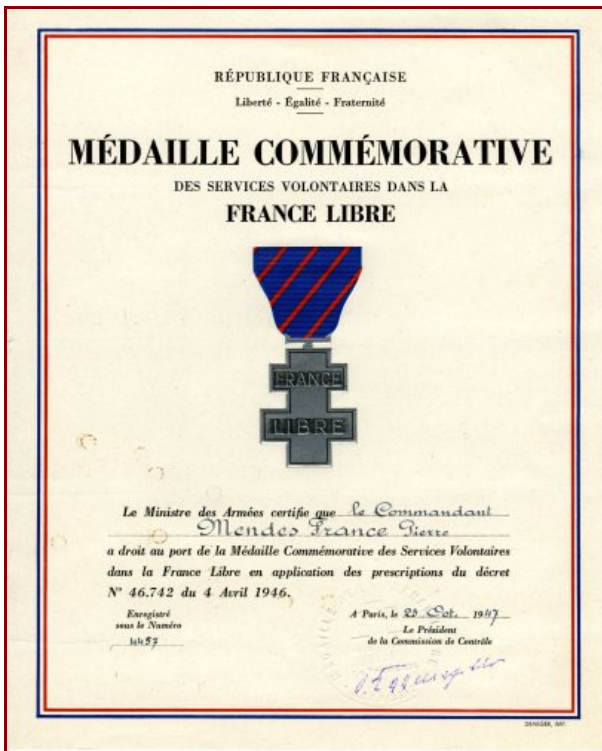 RÉPUBLIQUE FRANÇAISE
Liberté - Égalité - Fraternité
MÉDAILLE COMMÉMORATIVE
DES SERVICES VOLONTAIRES DANS LA
FRANCE LIBRE
FRANCE
LIBRE
Le Ministre des Armées certifie que le Commandant
Mendes France Pierre
a droit au port de la Médaille Commémorative des Services Volontaires
dans la France Libre en application des prescriptions du décret
N° 46.742 du 4 Avril 1946.
Enregistré
sous le Numéro
4457
A Paris, le 23 Oct. 1947
Le Président
de la Commission de Contrôle